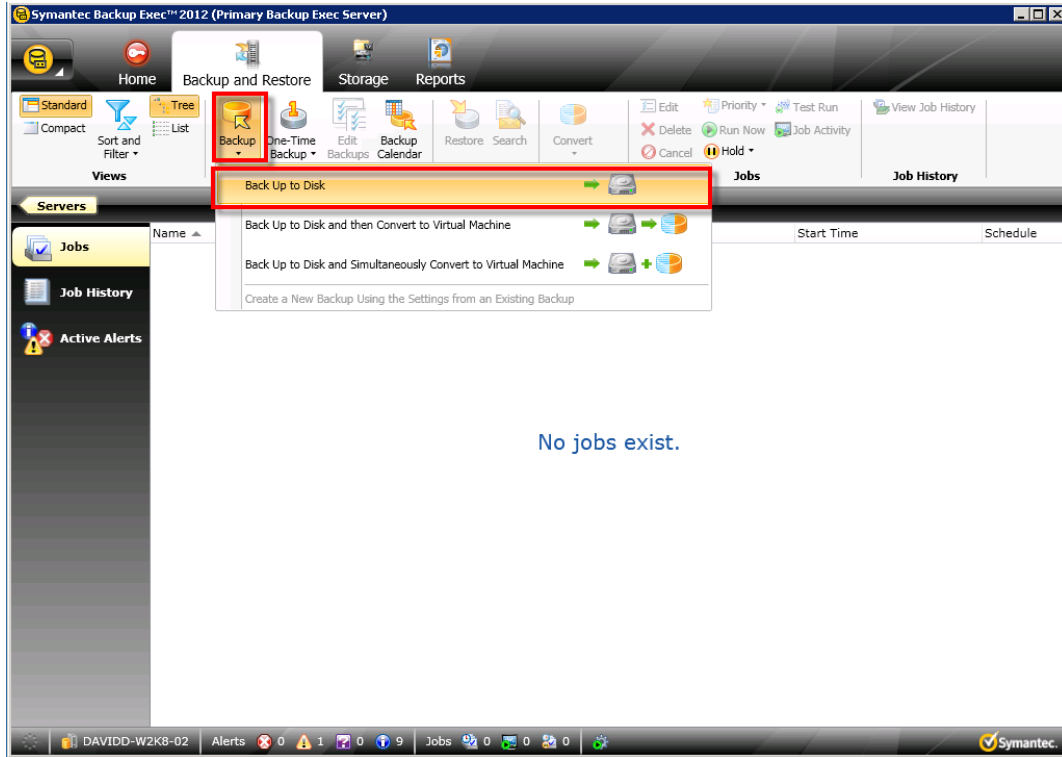 Symantec Backup Exec™ 2012 (Primary Backup Exec Server)
Home
Backup and Restore
Storage
Reports
Standard
Compact
Sort and
Filter
Tree
List
Views
Backup
One-Time
Backup
Edit
Backups
Backup
Calendar
Restore
Search
Convert
Edit
Delete
Cancel
Priority
Run Now
Hold
Test Run
Job Activity
Jobs
View Job History
Job History
Back Up to Disk
Back Up to Disk and then Convert to Virtual Machine
Back Up to Disk and Simultaneously Convert to Virtual Machine
Create a New Backup Using the Settings from an Existing Backup
Servers
Jobs
Job History
Active Alerts
Name
Start Time
Schedule
No jobs exist.
DAVIDD-W2K8-02
Alerts 0 1 0 9
Jobs 0 0 0
Symantec.